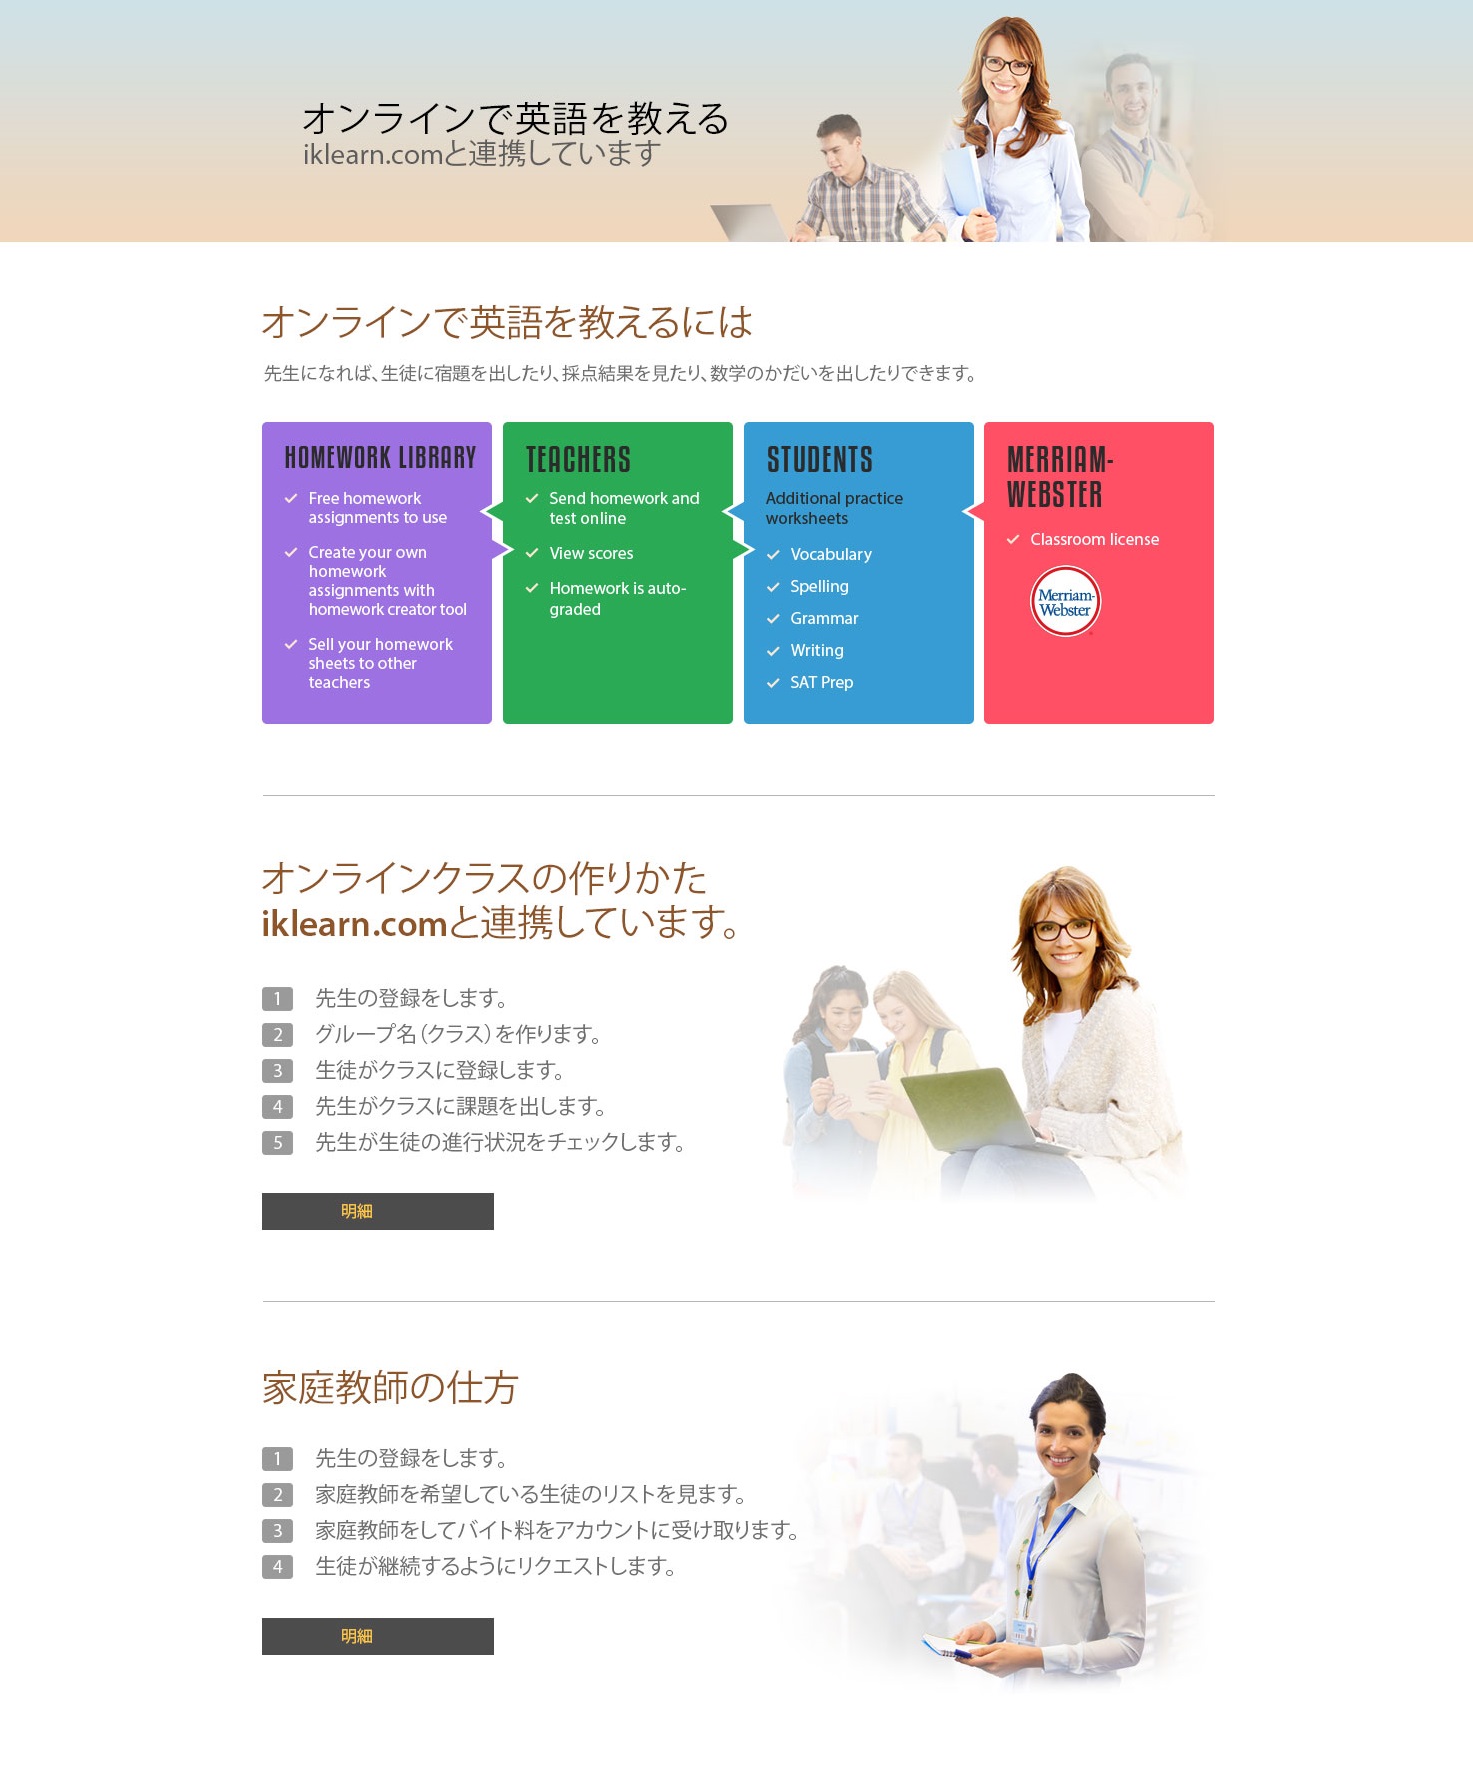 オンラインで英語を教える
iklearn.comと連携しています
オンラインで英語を教えるには
先生になれば、生徒に宿題を出したり、採点結果を見たり、数学のかだいを出したりできます。
HOMEWORK LIBRARY
Free homework
assignments to use
Create your own
homework
assignments with
homework creator tool
Sell your homework
sheets to other
teachers
TEACHERS
Send homework and
test online
View scores
Homework is auto-
graded
STUDENTS
Additional practice
worksheets
Vocabulary
Spelling
Grammar
Writing
SAT Prep
MERRIAM-
WEBSTER
Classroom license
Merriam-
Webster
オンラインクラスの作りかた
iklearn.comと連携しています。
1 先生の登録をします。
2 グループ名（クラス）を作ります。
3 生徒がクラスに登録します。
4 先生がクラスに課題を出します。
5 先生が生徒の進行状況をチェックします。
明細
家庭教師の仕方
1 先生の登録をします。
2 家庭教師を希望している生徒のリストを見ます。
3 家庭教師をしてバイト料をアカウントに受け取ります。
4 生徒が継続するようにリクエストします。
明細